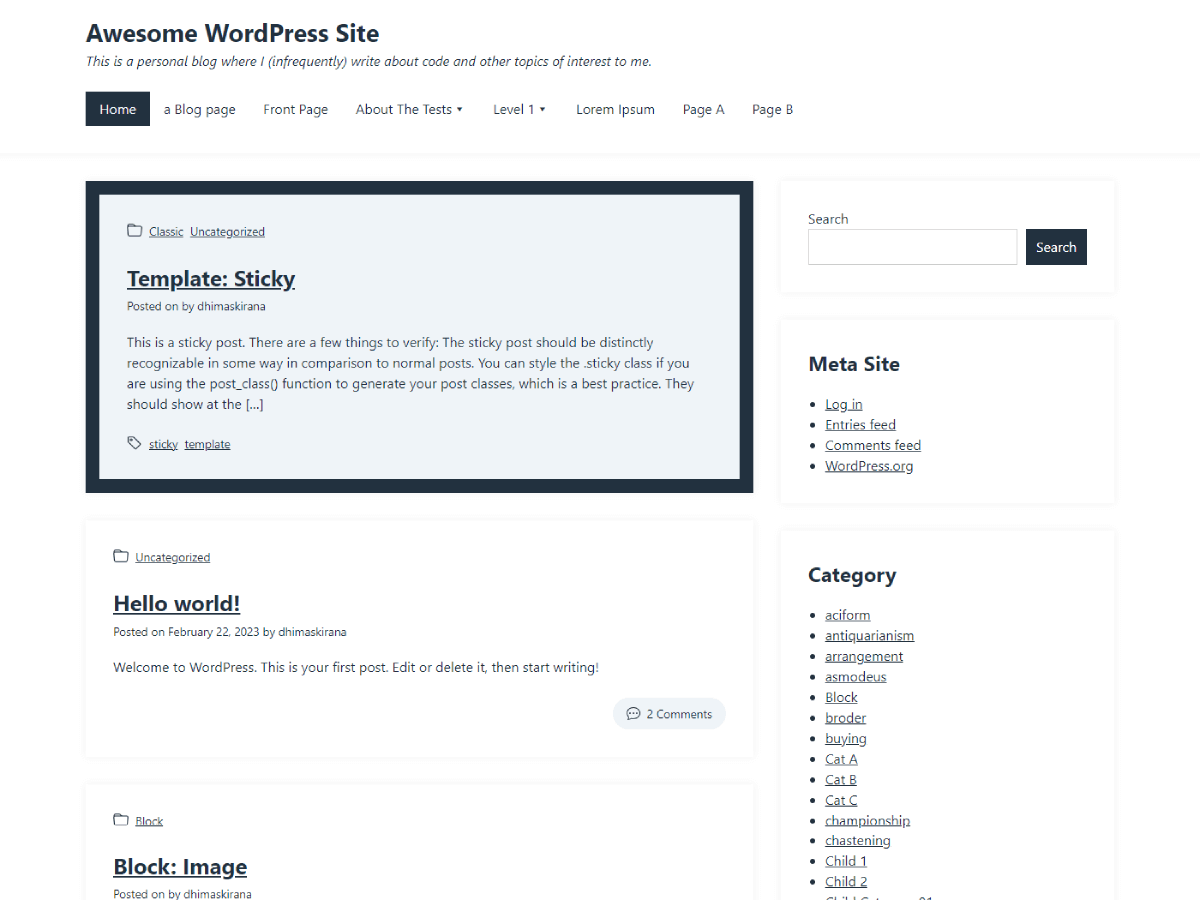 Awesome WordPress Site
This is a personal blog where I (infrequently) write about code and other topics of interest to me.
Home a Blog page Front Page About The Tests Level 1 Lorem Ipsum Page A Page B
Classic Uncategorized
Template: Sticky
Posted on by dhimaskirana
This is a sticky post. There are a few things to verify: The sticky post should be distinctly
recognizable in some way in comparison to normal posts. You can style the .sticky class if you
are using the post_class() function to generate your post classes, which is a best practice. They
should show at the [...]
sticky template
Uncategorized
Hello world!
Posted on February 22, 2023 by dhimaskirana
Welcome to WordPress. This is your first post. Edit or delete it, then start writing!
2 Comments
Block
Block: Image
Posted on by dhimaskirana
Search
Search
Meta Site
Log in
Entries feed
Comments feed
WordPress.org
Category
aciform
antiquarianism
arrangement
asmodeus
Block
broder
buying
Cat A
Cat B
Cat C
championship
chastening
Child 1
Child 2